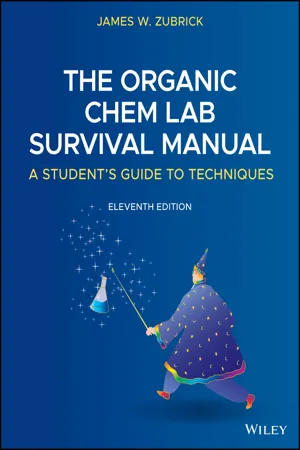 JAMES W. ZUBRICK
THE ORGANIC
CHEM LAB
SURVIVAL MANUAL
A STUDENT'S GUIDE TO TECHNIQUES
ELEVENTH EDITION
WILEY